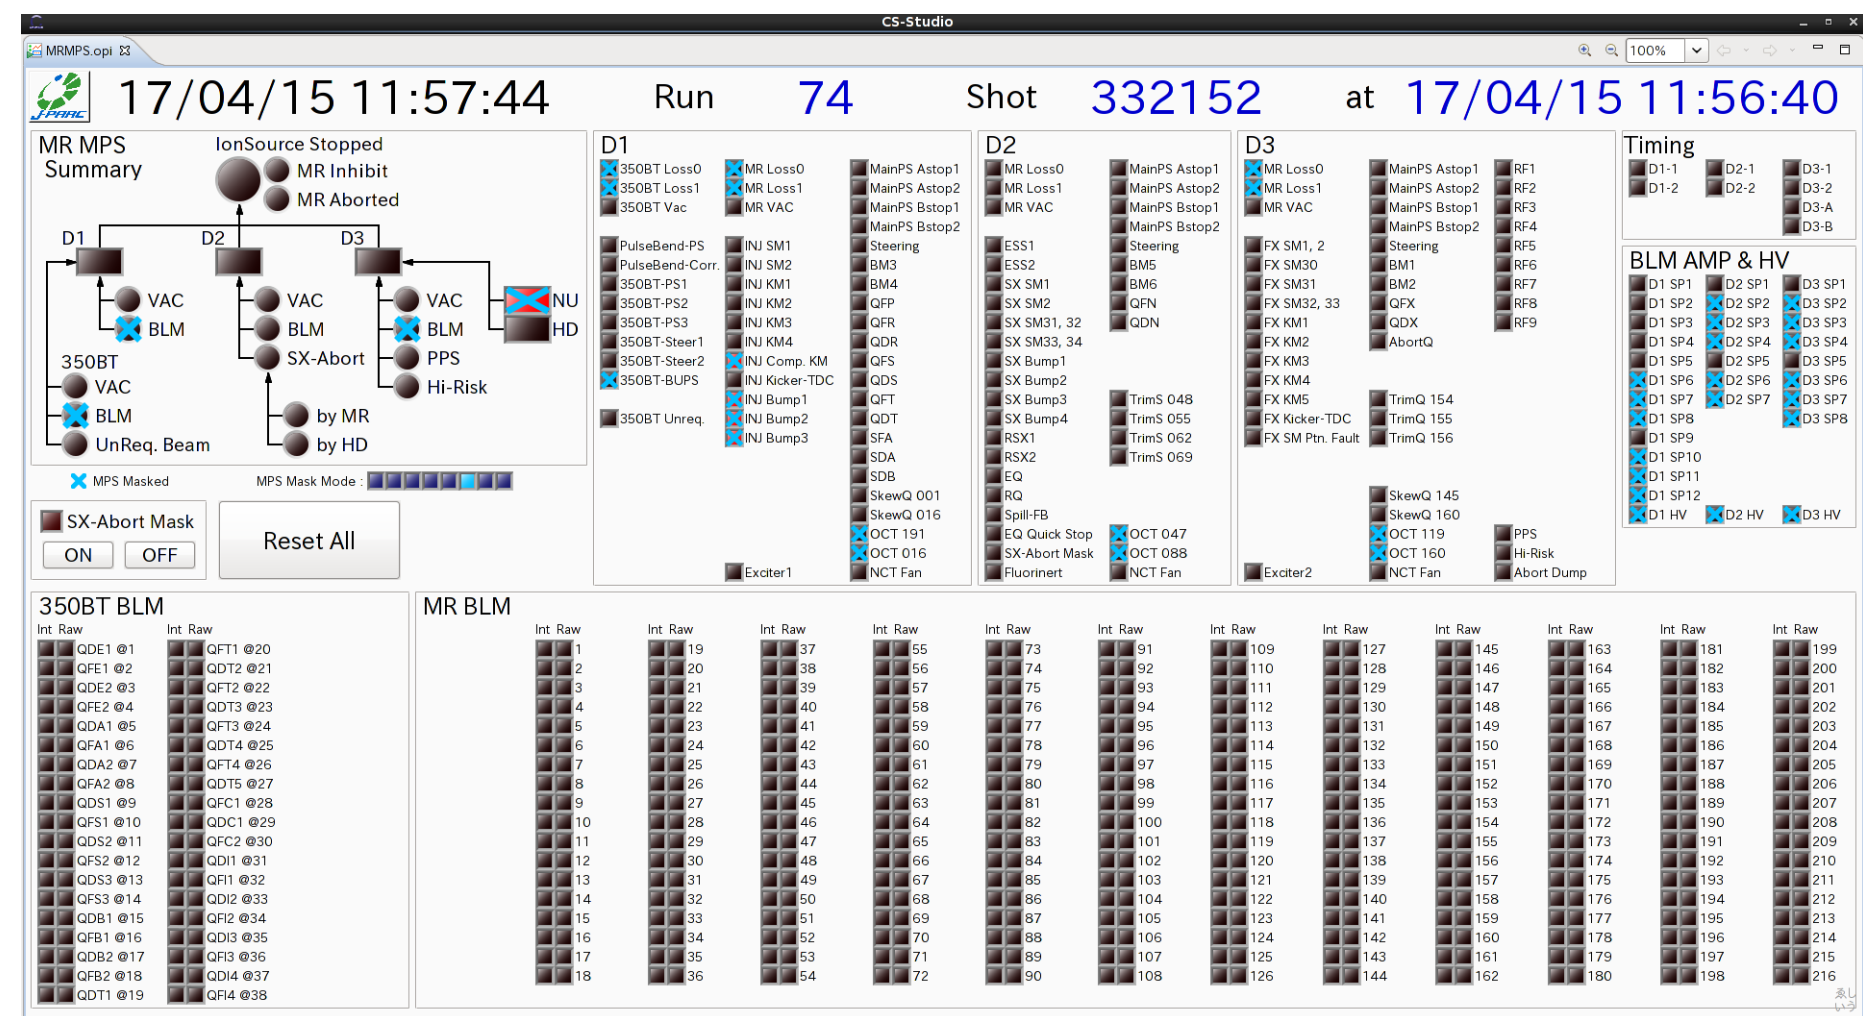 CS-Studio
MRMPS.opi
100%
J-PARC
17/04/15 11:57:44 Run 74 Shot 332152 at 17/04/15 11:56:40
MR MPS
Summary
IonSource Stopped
MR Inhibit
MR Aborted
D1
D2
D3
VAC
BLM
VAC
BLM
SX-Abort
VAC
BLM
PPS
Hi-Risk
NU
HD
350BT
VAC
BLM
UnReq. Beam
by MR
by HD
MPS Masked
MPS Mask Mode :
SX-Abort Mask
ON
OFF
Reset All
D1
350BT Loss0
350BT Loss1
350BT Vac
PulseBend-PS
PulseBend-Corr.
350BT-PS1
350BT-PS2
350BT-PS3
350BT-Steer1
350BT-Steer2
350BT-BUPS
350BT Unreq.
MR Loss0
MR Loss1
MR VAC
INJ SM1
INJ SM2
INJ KM1
INJ KM2
INJ KM3
INJ KM4
INJ Comp. KM
INJ Kicker-TDC
INJ Bump1
INJ Bump2
INJ Bump3
Exciter1
MainPS Astop1
MainPS Astop2
MainPS Bstop1
MainPS Bstop2
Steering
BM3
BM4
QFP
QFR
QDR
QFS
QDS
QFT
QDT
SFA
SDA
SDB
SkewQ 001
SkewQ 016
OCT 191
OCT 016
NCT Fan
D2
MR Loss0
MR Loss1
MR VAC
ESS1
ESS2
SX SM1
SX SM2
SX SM31, 32
SX SM33, 34
SX Bump1
SX Bump2
SX Bump3
SX Bump4
RSX1
RSX2
EQ
RQ
Spill-FB
EQ Quick Stop
SX-Abort Mask
Fluorinert
MainPS Astop1
MainPS Astop2
MainPS Bstop1
MainPS Bstop2
Steering
BM5
BM6
QFN
QDN
TrimS 048
TrimS 055
TrimS 062
TrimS 069
OCT 047
OCT 088
NCT Fan
D3
MR Loss0
MR Loss1
MR VAC
FX SM1, 2
FX SM30
FX SM31
FX SM32, 33
FX KM1
FX KM2
FX KM3
FX KM4
FX KM5
FX Kicker-TDC
FX SM Ptn. Fault
Exciter2
MainPS Astop1
MainPS Astop2
MainPS Bstop1
MainPS Bstop2
Steering
BM1
BM2
QFX
QDX
AbortQ
TrimQ 154
TrimQ 155
TrimQ 156
SkewQ 145
SkewQ 160
OCT 119
OCT 160
NCT Fan
RF1
RF2
RF3
RF4
RF5
RF6
RF7
RF8
RF9
PPS
Hi-Risk
Abort Dump
Timing
D1-1 D2-1 D3-1
D1-2 D2-2 D3-2
D3-A
D3-B
BLM AMP & HV
D1 SP1 D2 SP1 D3 SP1
D1 SP2 D2 SP2 D3 SP2
D1 SP3 D2 SP3 D3 SP3
D1 SP4 D2 SP4 D3 SP4
D1 SP5 D2 SP5 D3 SP5
D1 SP6 D2 SP6 D3 SP6
D1 SP7 D2 SP7 D3 SP7
D1 SP8 D3 SP8
D1 SP9
D1 SP10
D1 SP11
D1 SP12
D1 HV D2 HV D3 HV
350BT BLM
Int Raw Int Raw
QDE1 @1 QFT1 @20
QFE1 @2 QDT2 @21
QDE2 @3 QFT2 @22
QFE2 @4 QDT3 @23
QDA1 @5 QFT3 @24
QFA1 @6 QDT4 @25
QDA2 @7 QFT4 @26
QFA2 @8 QDT5 @27
QDS1 @9 QFC1 @28
QFS1 @10 QDC1 @29
QDS2 @11 QFC2 @30
QFS2 @12 QDI1 @31
QDS3 @13 QFI1 @32
QFS3 @14 QDI2 @33
QDB1 @15 QFI2 @34
QFB1 @16 QDI3 @35
QDB2 @17 QFI3 @36
QFB2 @18 QDI4 @37
QDT1 @19 QFI4 @38
MR BLM
Int Raw Int Raw Int Raw Int Raw Int Raw Int Raw Int Raw Int Raw Int Raw Int Raw Int Raw Int Raw
1 19 37 55 73 91 109 127 145 163 181 199
2 20 38 56 74 92 110 128 146 164 182 200
3 21 39 57 75 93 111 129 147 165 183 201
4 22 40 58 76 94 112 130 148 166 184 202
5 23 41 59 77 95 113 131 149 167 185 203
6 24 42 60 78 96 114 132 150 168 186 204
7 25 43 61 79 97 115 133 151 169 187 205
8 26 44 62 80 98 116 134 152 170 188 206
9 27 45 63 81 99 117 135 153 171 189 207
10 28 46 64 82 100 118 136 154 172 190 208
11 29 47 65 83 101 119 137 155 173 191 209
12 30 48 66 84 102 120 138 156 174 192 210
13 31 49 67 85 103 121 139 157 175 193 211
14 32 50 68 86 104 122 140 158 176 194 212
15 33 51 69 87 105 123 141 159 177 195 213
16 34 52 70 88 106 124 142 160 178 196 214
17 35 53 71 89 107 125 143 161 179 197 215
18 36 54 72 90 108 126 144 162 180 198 216
ゑし
いう